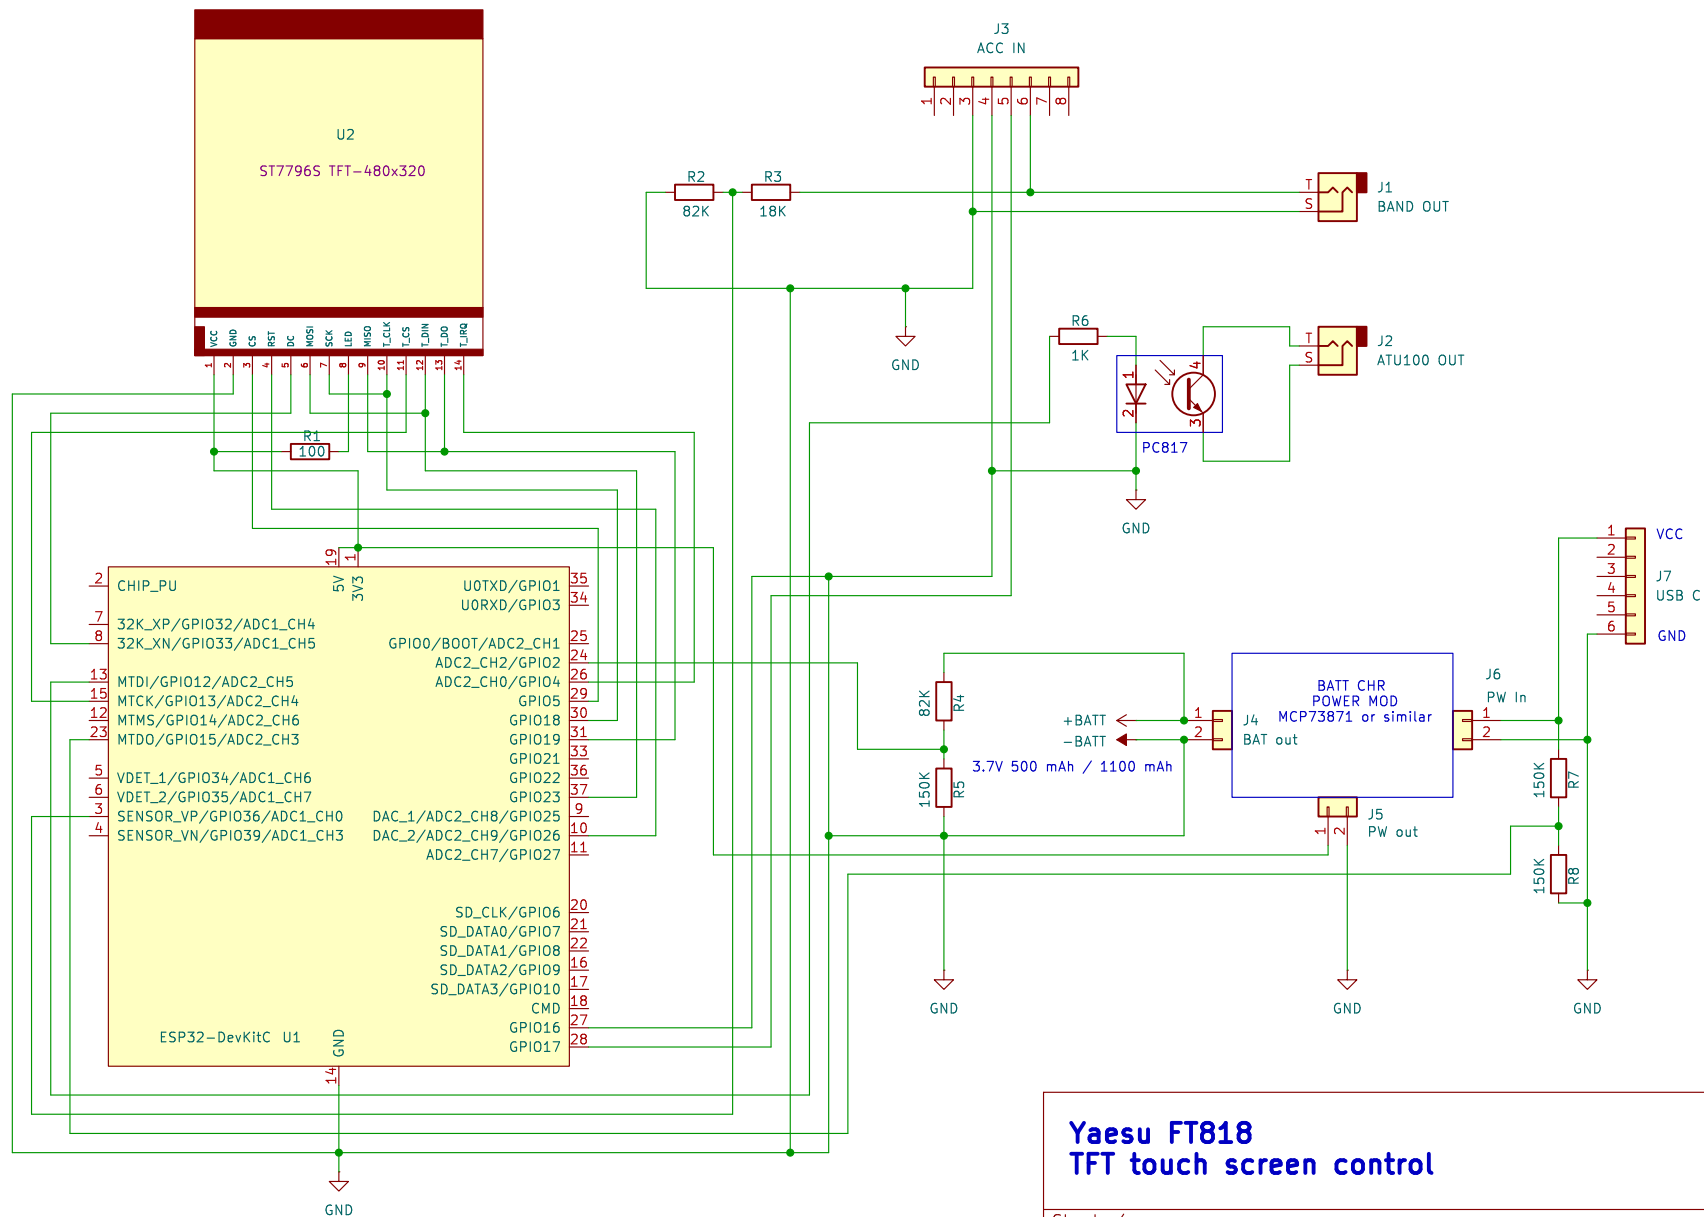 J3
ACC IN
1 2 3 4 5 6 7 8
U2
ST7796S TFT-480x320
VCC GND CS RST DC MOSI SCK LED MISO T_CLK T_CS T_DIN T_DO T_IRQ
1 2 3 4 5 6 7 8 9 10 11 12 13 14
R2
82K
R3
18K
T
S
J1
BAND OUT
GND
R6
1K
T
S
J2
ATU100 OUT
1
2
4
3
PC817
GND
R1
100
19
1
5V
3V3
2 CHIP_PU
7 32K_XP/GPIO32/ADC1_CH4
8 32K_XN/GPIO33/ADC1_CH5
13 MTDI/GPIO12/ADC2_CH5
15 MTCK/GPIO13/ADC2_CH4
12 MTMS/GPIO14/ADC2_CH6
23 MTDO/GPIO15/ADC2_CH3
5 VDET_1/GPIO34/ADC1_CH6
6 VDET_2/GPIO35/ADC1_CH7
3 SENSOR_VP/GPIO36/ADC1_CH0
4 SENSOR_VN/GPIO39/ADC1_CH3
U0TXD/GPIO1 35
U0RXD/GPIO3 34
GPIO0/BOOT/ADC2_CH1 25
ADC2_CH2/GPIO2 24
ADC2_CH0/GPIO4 26
GPIO5 29
GPIO18 30
GPIO19 31
GPIO21 33
GPIO22 36
GPIO23 37
DAC_1/ADC2_CH8/GPIO25 9
DAC_2/ADC2_CH9/GPIO26 10
ADC2_CH7/GPIO27 11
SD_CLK/GPIO6 20
SD_DATA0/GPIO7 21
SD_DATA1/GPIO8 22
SD_DATA2/GPIO9 16
SD_DATA3/GPIO10 17
CMD 18
GPIO16 27
GPIO17 28
ESP32-DevKitC U1
GND
14
GND
82K
R4
150K
R5
GND
+BATT
-BATT
3.7V 500 mAh / 1100 mAh
1
2
J4
BAT out
BATT CHR
POWER MOD
MCP73871 or similar
J6
PW In
1
2
J5
PW out
1
2
GND
1
2
3
4
5
6
VCC
J7
USB C
GND
150K
R7
150K
R8
GND
Yaesu FT818
TFT touch screen control